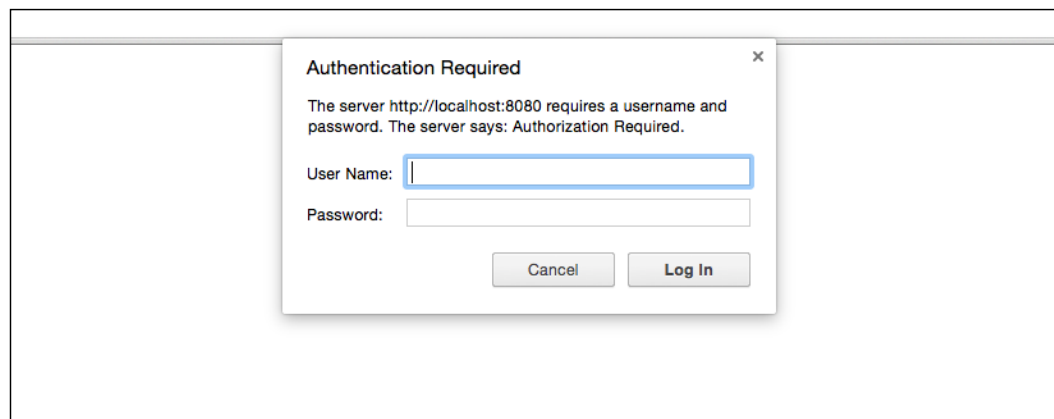 Authentication Required
The server http://localhost:8080 requires a username and
password. The server says: Authorization Required.
User Name:
Password:
Cancel Log In